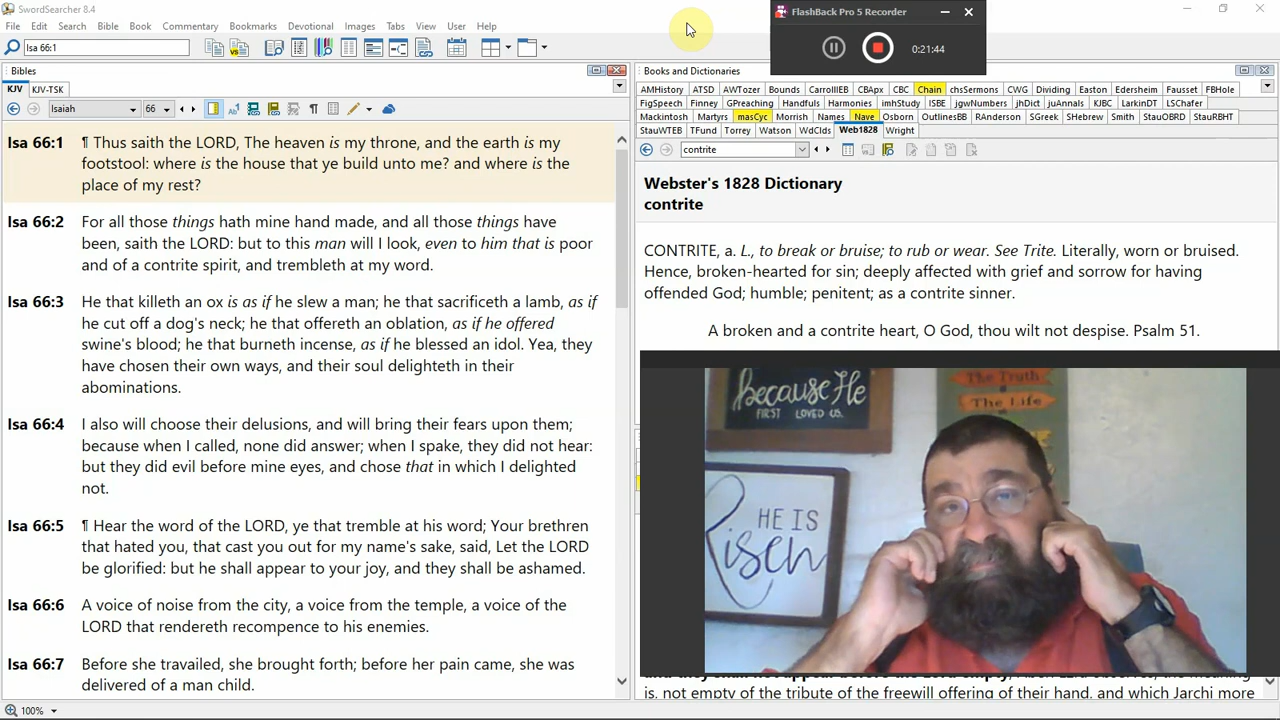 SwordSearcher 8.4
File Edit Search Bible Book Commentary Bookmarks Devotional Images Tabs View User Help
Isa 66:1
Bibles
KJV KJV-TSK
Isaiah 66
Isa 66:1 ¶ Thus saith the LORD, The heaven is my throne, and the earth is my
footstool: where is the house that ye build unto me? and where is the
place of my rest?
Isa 66:2 For all those things hath mine hand made, and all those things have
been, saith the LORD: but to this man will I look, even to him that is poor
and of a contrite spirit, and trembleth at my word.
Isa 66:3 He that killeth an ox is as if he slew a man; he that sacrificeth a lamb, as if
he cut off a dog's neck; he that offereth an oblation, as if he offered
swine's blood; he that burneth incense, as if he blessed an idol. Yea, they
have chosen their own ways, and their soul delighteth in their
abominations.
Isa 66:4 I also will choose their delusions, and will bring their fears upon them;
because when I called, none did answer; when I spake, they did not hear:
but they did evil before mine eyes, and chose that in which I delighted
not.
Isa 66:5 ¶ Hear the word of the LORD, ye that tremble at his word; Your brethren
that hated you, that cast you out for my name's sake, said, Let the LORD
be glorified: but he shall appear to your joy, and they shall be ashamed.
Isa 66:6 A voice of noise from the city, a voice from the temple, a voice of the
LORD that rendereth recompence to his enemies.
Isa 66:7 Before she travailed, she brought forth; before her pain came, she was
delivered of a man child.
100%
FlashBack Pro 5 Recorder
0:21:44
Books and Dictionaries
AMHistory ATSD AWTozer Bounds CarrollIEB CBApx CBC Chain chsSermons CWG Dividing Easton Edersheim Fausset FBHole
FigSpeech Finney GPreaching Handfuls Harmonies imhStudy ISBE jgwNumbers jhDict juAnnals KJBC LarkinDT LSChafer
Mackintosh Martyrs masCyc Morrish Names Nave Osborn OutlinesBB RAnderson SGreek SHebrew Smith StauOBRD StauRBHT
StauWTEB TFund Torrey Watson WdClds Web1828 Wright
contrite
Webster's 1828 Dictionary
contrite
CONTRITE, a. L., to break or bruise; to rub or wear. See Trite. Literally, worn or bruised.
Hence, broken-hearted for sin; deeply affected with grief and sorrow for having
offended God; humble; penitent; as a contrite sinner.
A broken and a contrite heart, O God, thou wilt not despise. Psalm 51.
because He
FIRST LOVED US.
The Truth
The Life
HE IS
Risen
is, not empty of the tribute of the freewill offering of their hand, and which Jarchi more